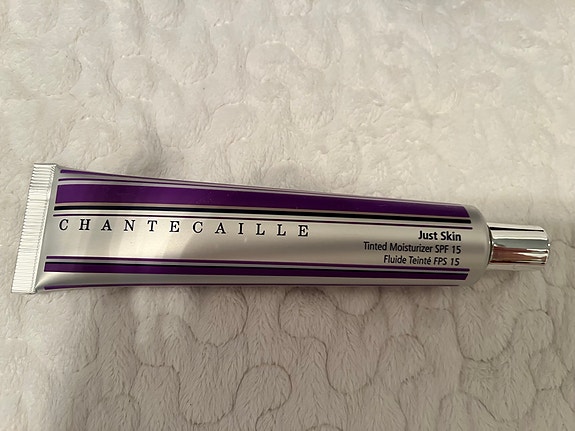 CHANTECAILLE
Just Skin
Tinted Moisturizer SPF 15
Fluide Teinté FPS 15